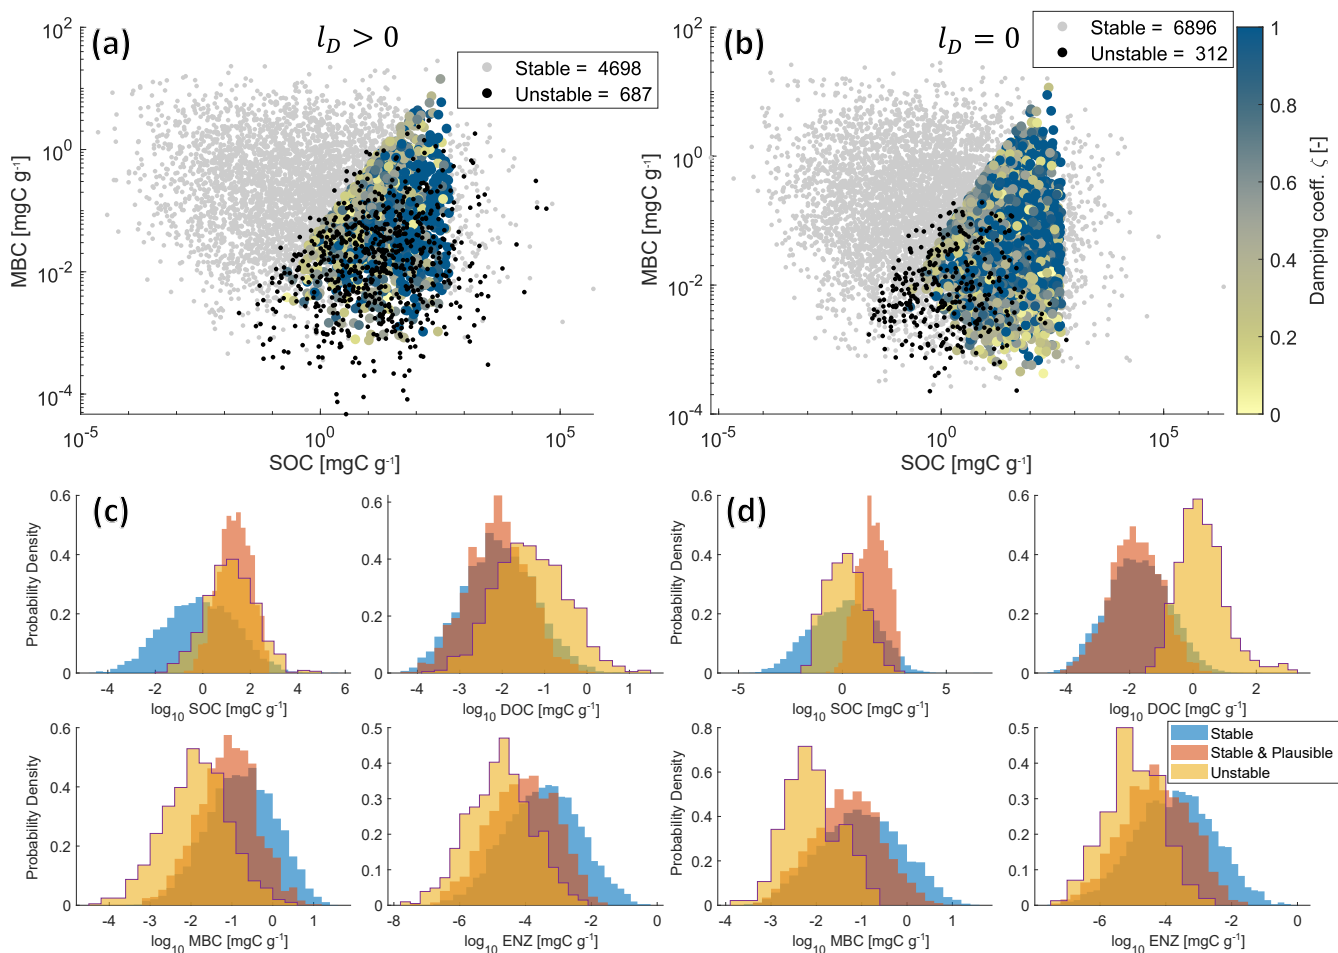 (a)
l_D > 0
Stable = 4698
Unstable = 687
10^2
10^0
10^-2
10^-4
MBC [mgC g^-1]
10^-5
10^0
10^5
SOC [mgC g^-1]
(b)
l_D = 0
Stable = 6896
Unstable = 312
10^2
10^0
10^-2
10^-4
MBC [mgC g^-1]
10^0
10^5
SOC [mgC g^-1]
1
0.8
0.6
0.4
0.2
0
Damping coeff. ζ [-]
(c)
0.6
0.4
0.2
0
Probability Density
-4 -2 0 2 4 6
log_10 SOC [mgC g^-1]
0.6
0.4
0.2
0
-4 -3 -2 -1 0 1
log_10 DOC [mgC g^-1]
0.6
0.4
0.2
0
Probability Density
-4 -3 -2 -1 0 1
log_10 MBC [mgC g^-1]
0.5
0.4
0.3
0.2
0.1
0
-8 -6 -4 -2 0
log_10 ENZ [mgC g^-1]
(d)
0.6
0.4
0.2
0
Probability Density
-5 0 5
log_10 SOC [mgC g^-1]
0.6
0.4
0.2
0
-4 -2 0 2
log_10 DOC [mgC g^-1]
0.8
0.6
0.4
0.2
0
Probability Density
-4 -3 -2 -1 0 1
log_10 MBC [mgC g^-1]
0.5
0.4
0.3
0.2
0.1
0
-6 -4 -2 0
log_10 ENZ [mgC g^-1]
Stable
Stable & Plausible
Unstable